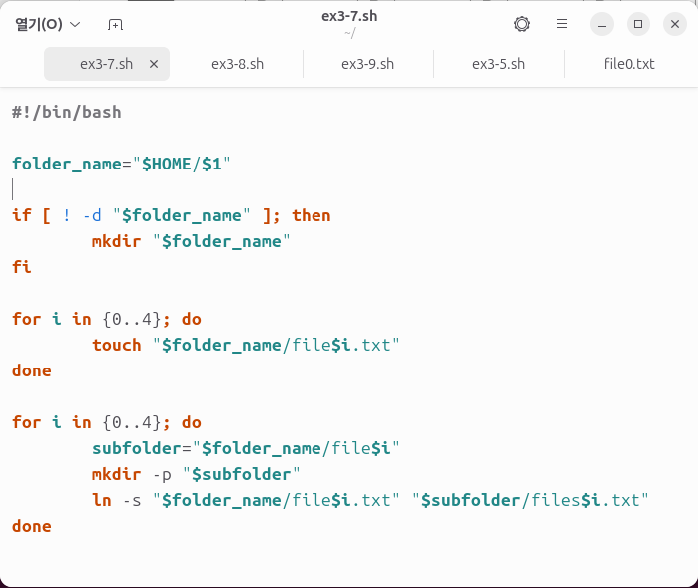 열기(O)
ex3-7.sh
~/
ex3-7.sh ex3-8.sh ex3-9.sh ex3-5.sh file0.txt
#!/bin/bash
folder_name="$HOME/$1"
if [ ! -d "$folder_name" ]; then
mkdir "$folder_name"
fi
for i in {0..4}; do
touch "$folder_name/file$i.txt"
done
for i in {0..4}; do
subfolder="$folder_name/file$i"
mkdir -p "$subfolder"
ln -s "$folder_name/file$i.txt" "$subfolder/files$i.txt"
done